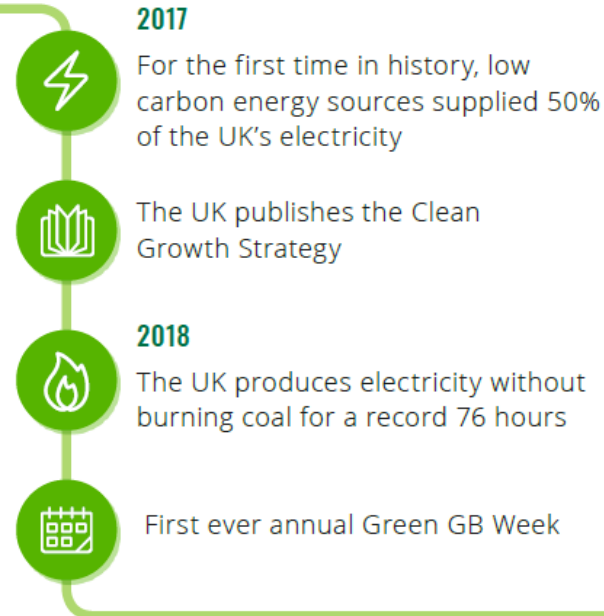 2017
For the first time in history, low
carbon energy sources supplied 50%
of the UK's electricity
The UK publishes the Clean
Growth Strategy
2018
The UK produces electricity without
burning coal for a record 76 hours
First ever annual Green GB Week